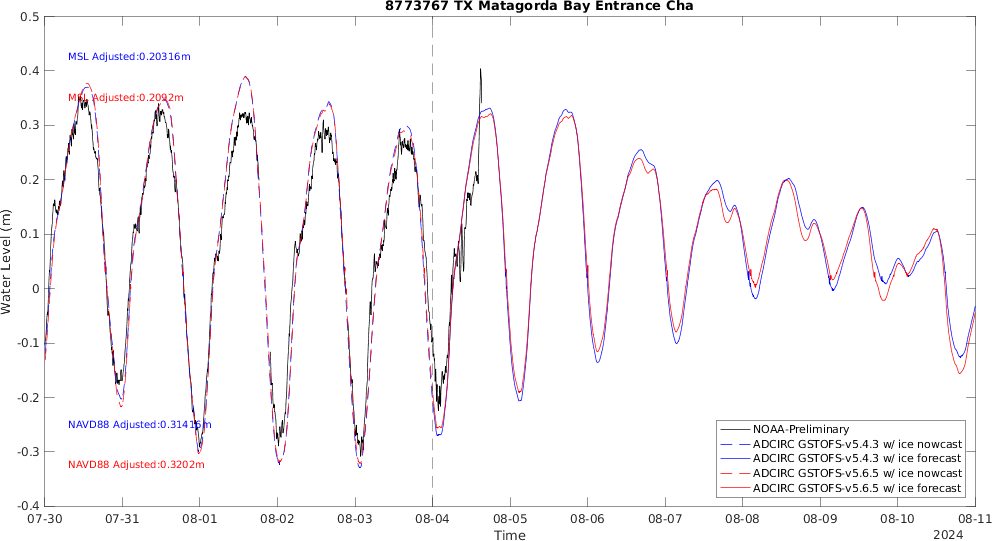 8773767 TX Matagorda Bay Entrance Cha
0.5
MSL Adjusted:0.20316m
0.4
MSL Adjusted:0.2092m
0.3
0.2
0.1
Water Level (m)
0
-0.1
-0.2
NAVD88 Adjusted:0.31416m
-0.3
NAVD88 Adjusted:0.3202m
-0.4
NOAA-Preliminary
ADCIRC GSTOFS-v5.4.3 w/ ice nowcast
ADCIRC GSTOFS-v5.4.3 w/ ice forecast
ADCIRC GSTOFS-v5.6.5 w/ ice nowcast
ADCIRC GSTOFS-v5.6.5 w/ ice forecast
07-30 07-31 08-01 08-02 08-03 08-04 08-05 08-06 08-07 08-08 08-09 08-10 08-11
Time
2024